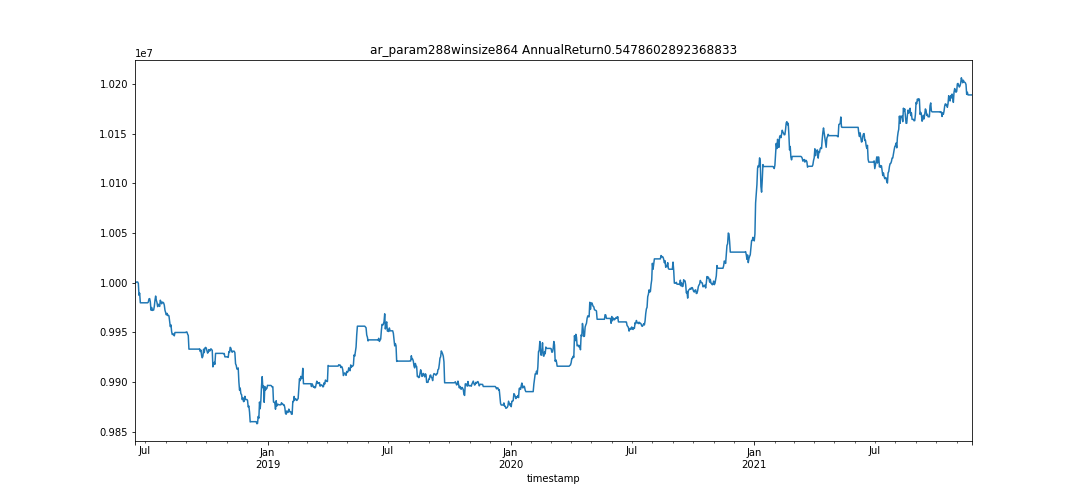 ar_param288winsize864 AnnualReturn0.5478602892368833
1e7
1.020
1.015
1.010
1.005
1.000
0.995
0.990
0.985
Jul Jan Jul Jan Jul Jan Jul
2019 2020 2021
timestamp